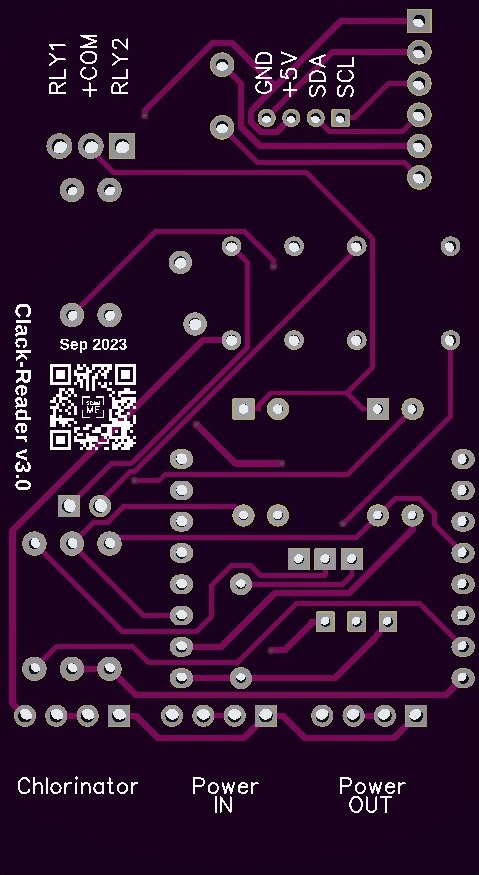 RLY1
+COM
RLY2
GND
+5V
SDA
SCL
Clack-Reader v3.0
Sep 2023
Chlorinator
Power
IN
Power
OUT